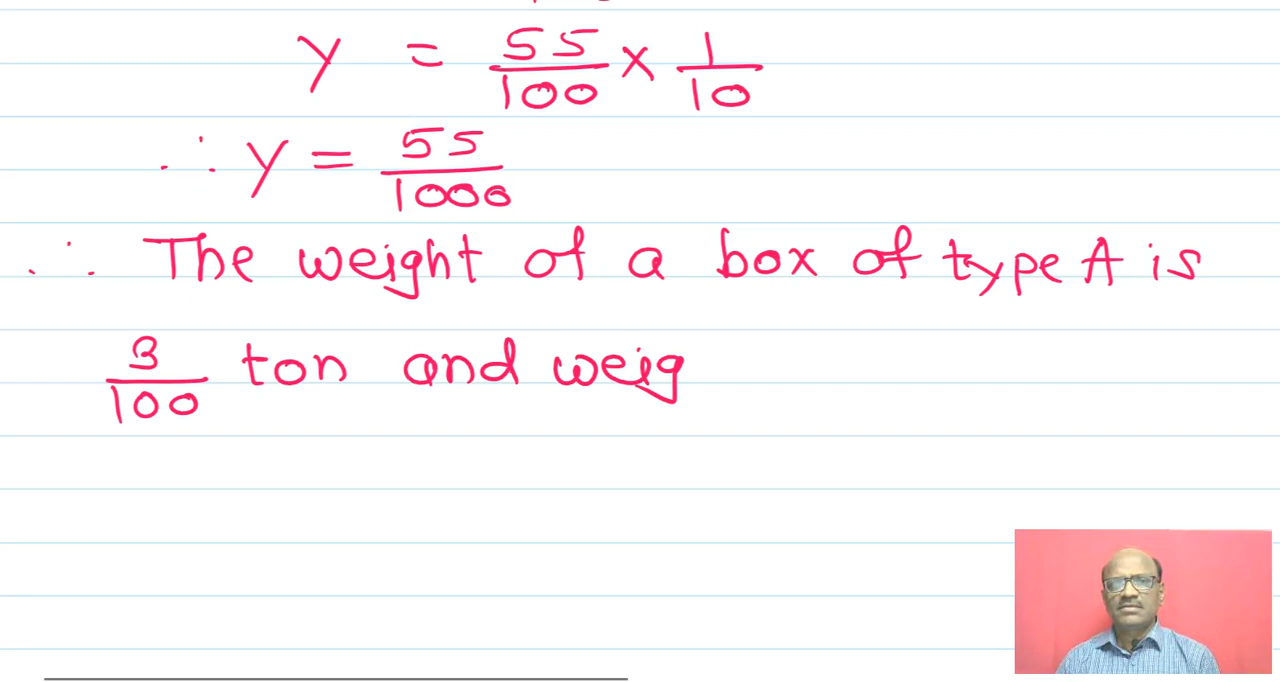 y = 55/100 × 1/10
∴ y = 55/1000
∴ The weight of a box of type A is
3/100 ton and weig